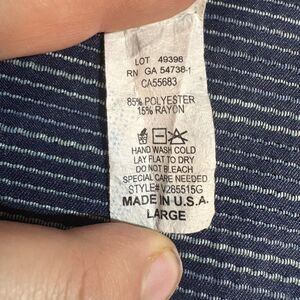 LOT 49398
RN GA 54738-1
CA55683
85% POLYESTER
15% RAYON
HAND WASH COLD
LAY FLAT TO DRY
DO NOT BLEACH
SPECIAL CARE NEEDED
STYLE# V285515G
MADE IN U.S.A.
LARGE